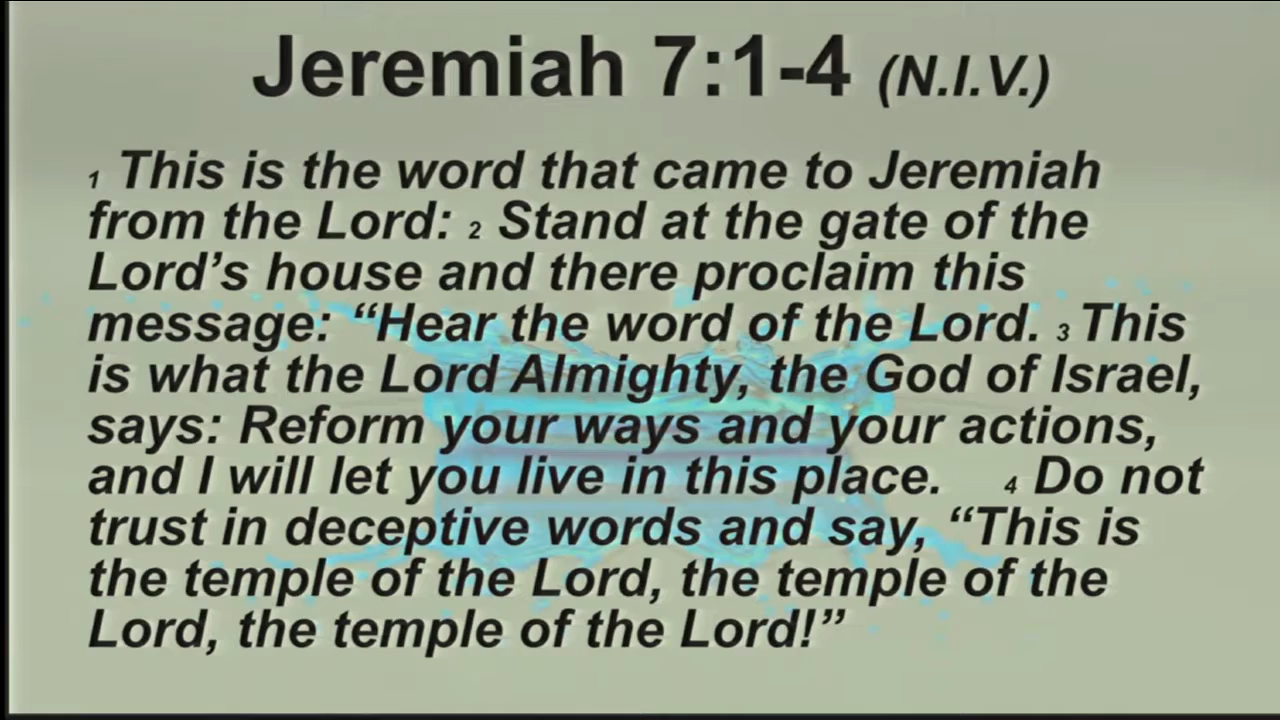 Jeremiah 7:1-4 (N.I.V.)
1 This is the word that came to Jeremiah
from the Lord: 2 Stand at the gate of the
Lord’s house and there proclaim this
message: “Hear the word of the Lord. 3 This
is what the Lord Almighty, the God of Israel,
says: Reform your ways and your actions,
and I will let you live in this place. 4 Do not
trust in deceptive words and say, “This is
the temple of the Lord, the temple of the
Lord, the temple of the Lord!”